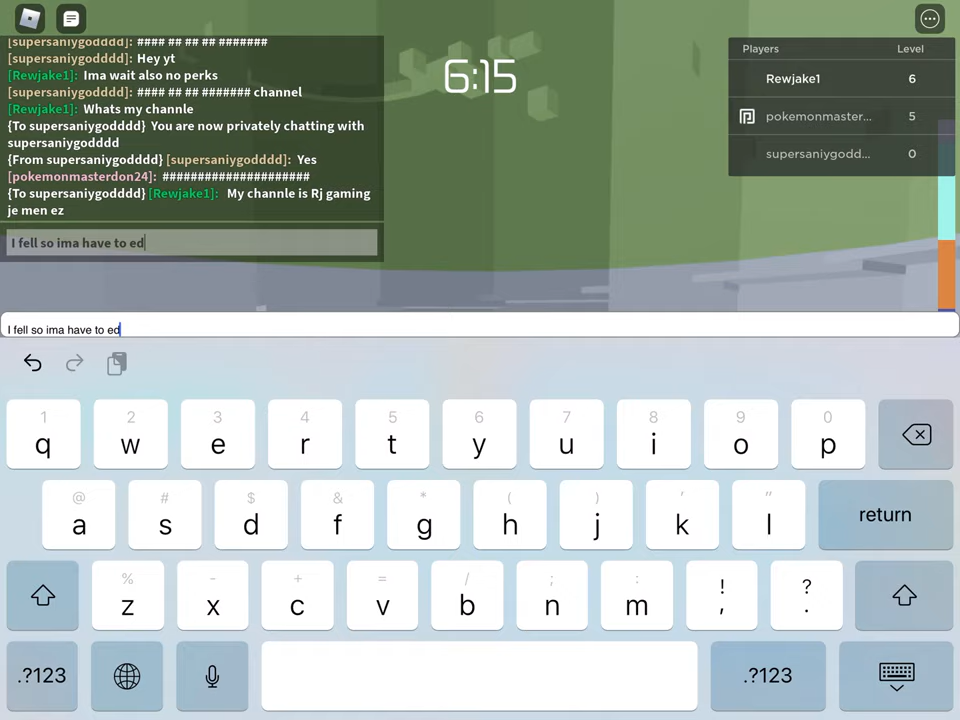 [supersaniygodddd]: #### ## ## ## #######
[supersaniygodddd]: Hey yt
[Rewjake1]: Ima wait also no perks
[supersaniygodddd]: #### ## ## ####### channel
[Rewjake1]: Whats my channle
{To supersaniygodddd} You are now privately chatting with
supersaniygodddd
{From supersaniygodddd} [supersaniygodddd]: Yes
[pokemonmasterdon24]: #####################
{To supersaniygodddd} [Rewjake1]: My channle is Rj gaming
je men ez
I fell so ima have to ed
6:15
Players Level
Rewjake1 6
pokemonmaster... 5
supersaniygodd... 0
I fell so ima have to ed
1 2 3 4 5 6 7 8 9 0
q w e r t y u i o p
@ # $ & * ( ) ' "
a s d f g h j k l return
% - + = / ; : ! ?
z x c v b n m , .
.?123 .?123